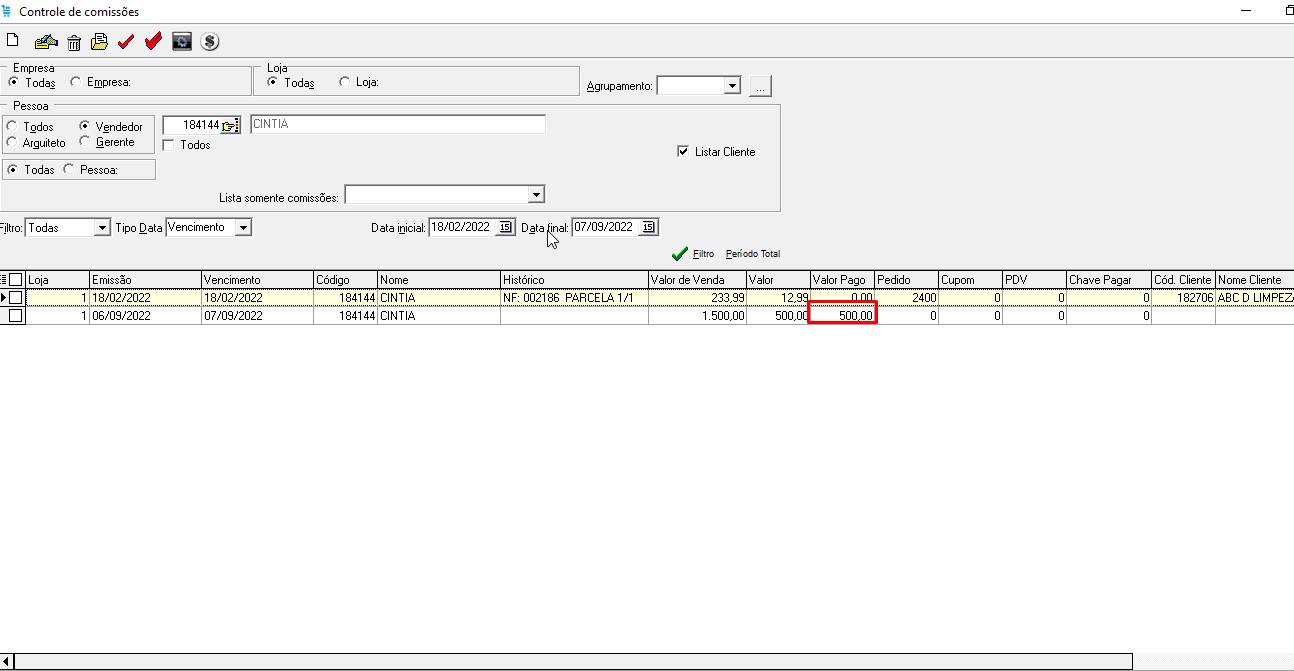 Controle de comissões
Empresa
Todas Empresa:
Loja
Todas Loja:
Agrupamento: ...
Pessoa
Todos Vendedor
Arquiteto Gerente
184144 CINTIA
Todos
Listar Cliente
Todas Pessoa:
Lista somente comissões:
Filtro: Todas Tipo Data Vencimento Data inicial: 18/02/2022 15 Data final: 07/09/2022 15
Filtro Período Total
Loja Emissão Vencimento Código Nome Histórico Valor de Venda Valor Valor Pago Pedido Cupom PDV Chave Pagar Cód. Cliente Nome Cliente
1 18/02/2022 18/02/2022 184144 CINTIA NF: 002186 PARCELA 1/1 233,99 12,99 0,00 2400 0 0 0 182706 ABC D LIMPEZA
1 06/09/2022 07/09/2022 184144 CINTIA 1.500,00 500,00 500,00 0 0 0 0